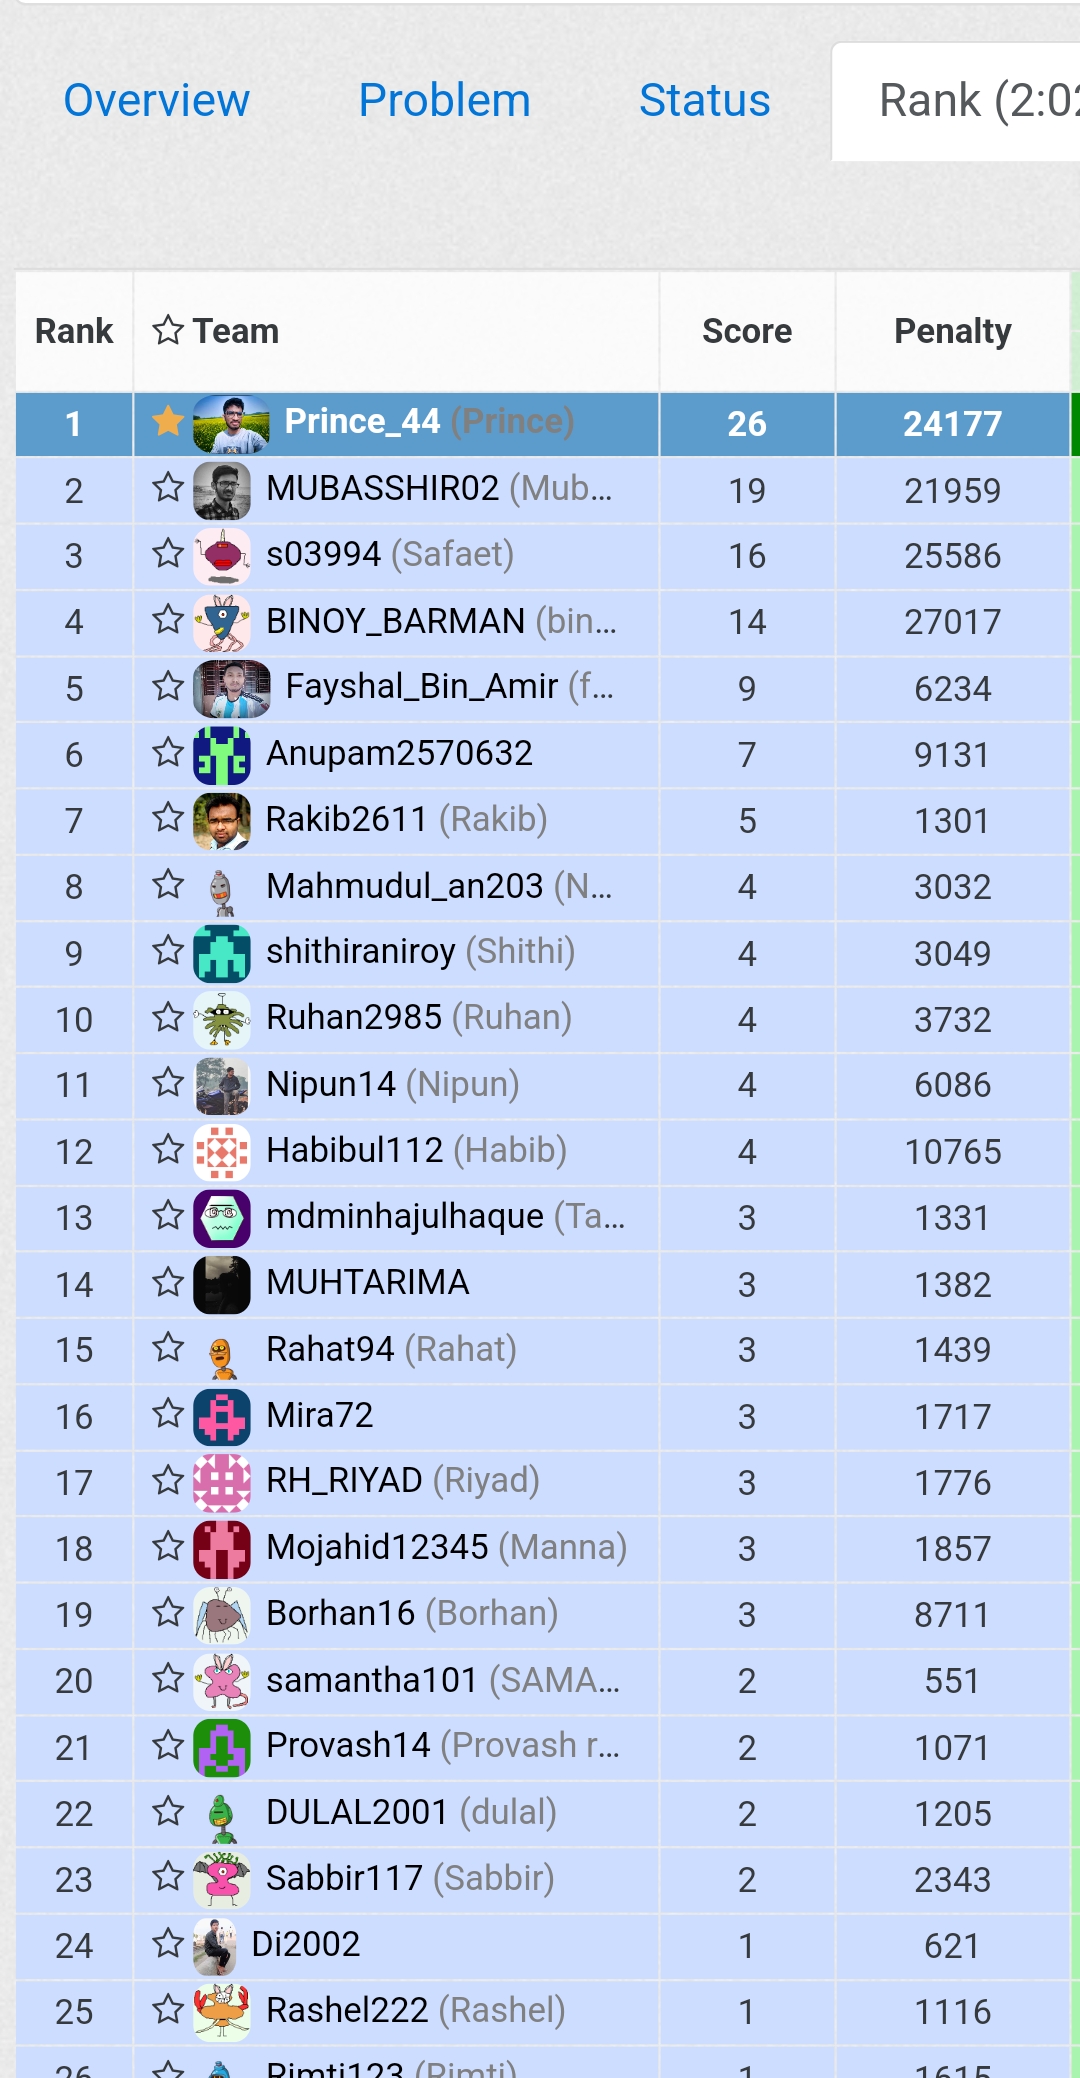 Overview Problem Status Rank (2:02
Rank Team Score Penalty
1 Prince_44 (Prince) 26 24177
2 MUBASSHIR02 (Mub... 19 21959
3 s03994 (Safaet) 16 25586
4 BINOY_BARMAN (bin... 14 27017
5 Fayshal_Bin_Amir (f... 9 6234
6 Anupam2570632 7 9131
7 Rakib2611 (Rakib) 5 1301
8 Mahmudul_an203 (N... 4 3032
9 shithiraniroy (Shithi) 4 3049
10 Ruhan2985 (Ruhan) 4 3732
11 Nipun14 (Nipun) 4 6086
12 Habibul112 (Habib) 4 10765
13 mdminhajulhaque (Ta... 3 1331
14 MUHTARIMA 3 1382
15 Rahat94 (Rahat) 3 1439
16 Mira72 3 1717
17 RH_RIYAD (Riyad) 3 1776
18 Mojahid12345 (Manna) 3 1857
19 Borhan16 (Borhan) 3 8711
20 samantha101 (SAMA... 2 551
21 Provash14 (Provash r... 2 1071
22 DULAL2001 (dulal) 2 1205
23 Sabbir117 (Sabbir) 2 2343
24 Di2002 1 621
25 Rashel222 (Rashel) 1 1116
26 Rimti123 (Rimti) 1 1615